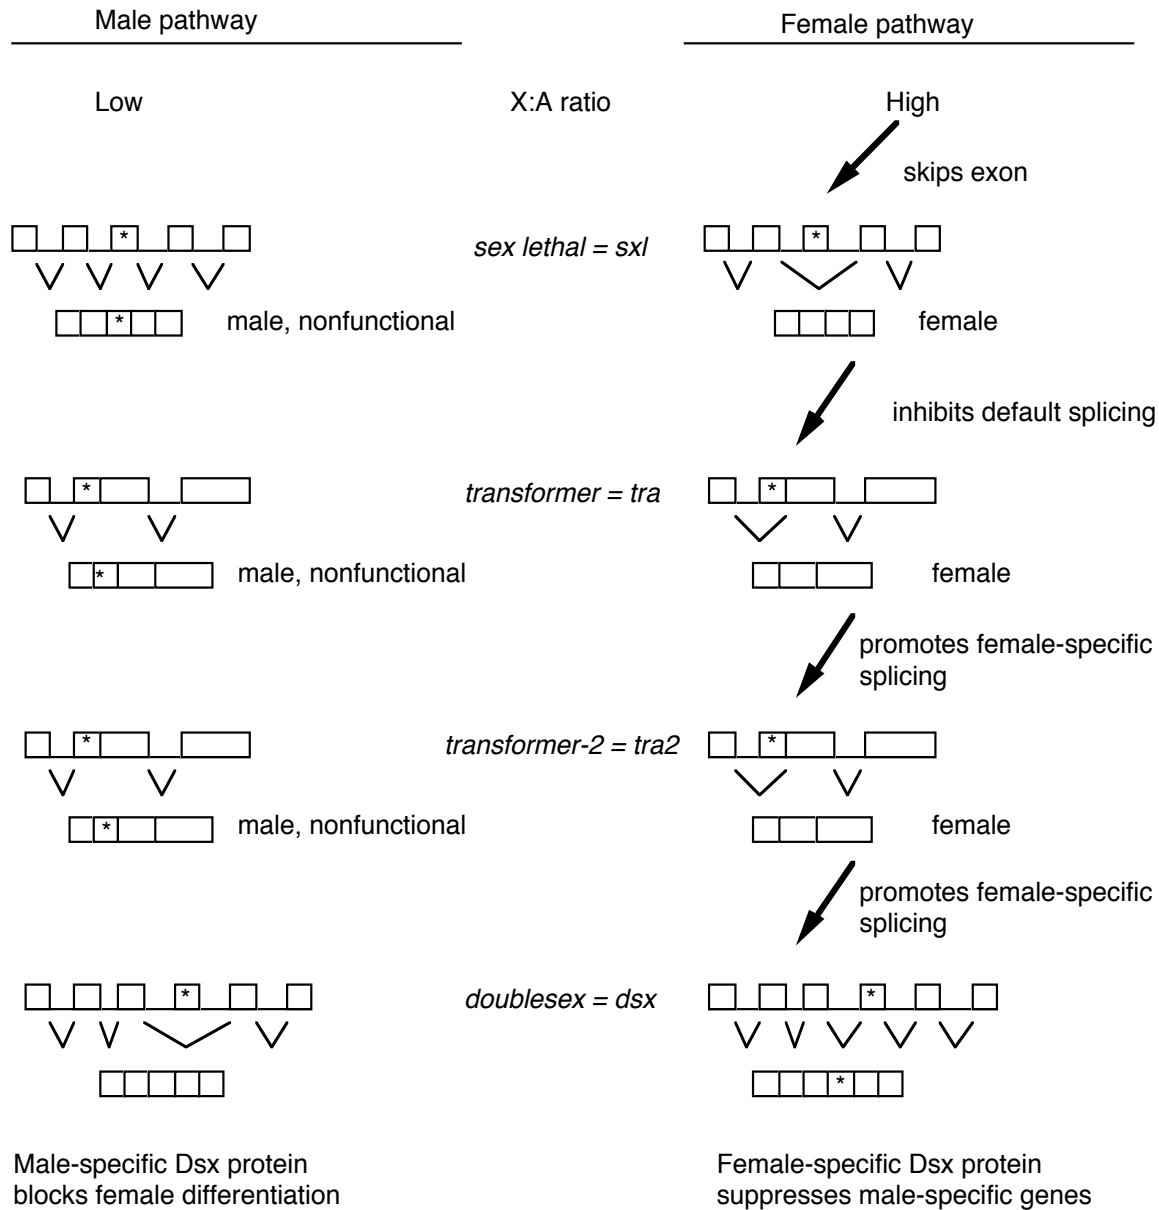 Male pathway
Female pathway
Low
X:A ratio
High
skips exon
*
sex lethal = sxl
*
*
male, nonfunctional
female
inhibits default splicing
*
transformer = tra
*
*
male, nonfunctional
female
promotes female-specific
splicing
*
transformer-2 = tra2
*
*
male, nonfunctional
female
promotes female-specific
splicing
*
doublesex = dsx
*
*
Male-specific Dsx protein
blocks female differentiation
Female-specific Dsx protein
suppresses male-specific genes